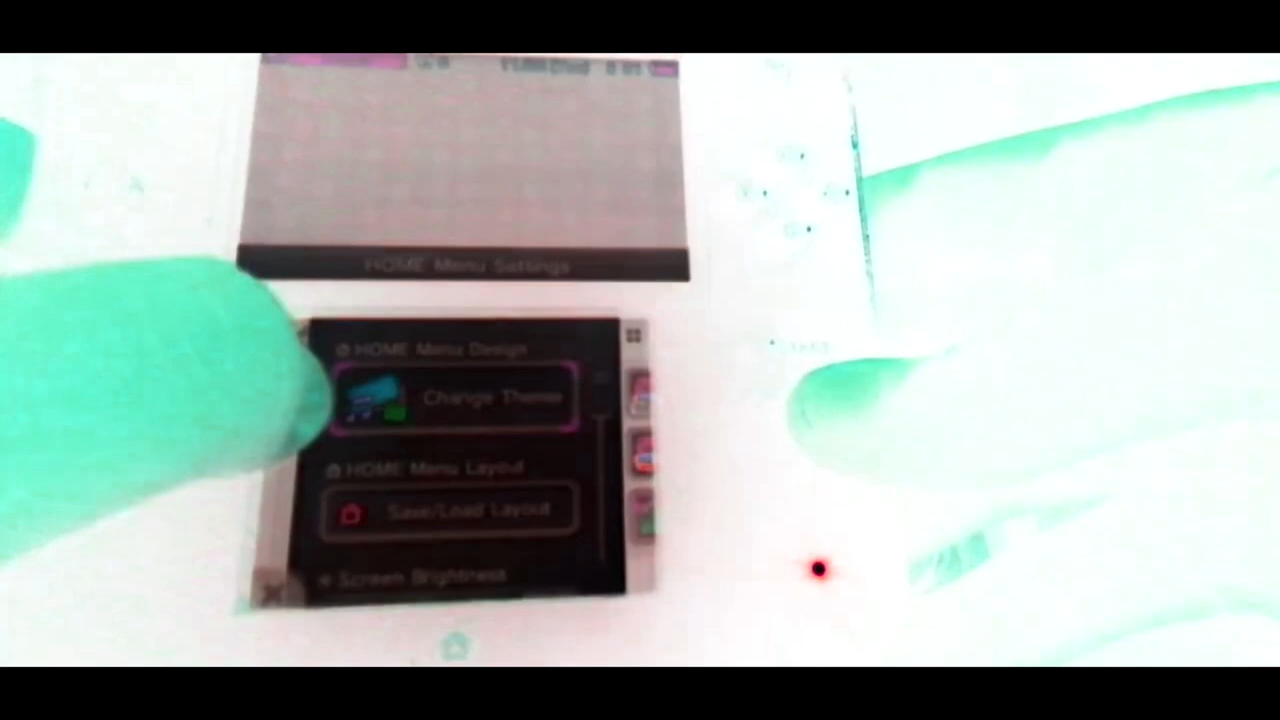 HOME Menu Settings
HOME Menu Design
Change Theme
HOME Menu Layout
Save/Load Layout
Screen Brightness